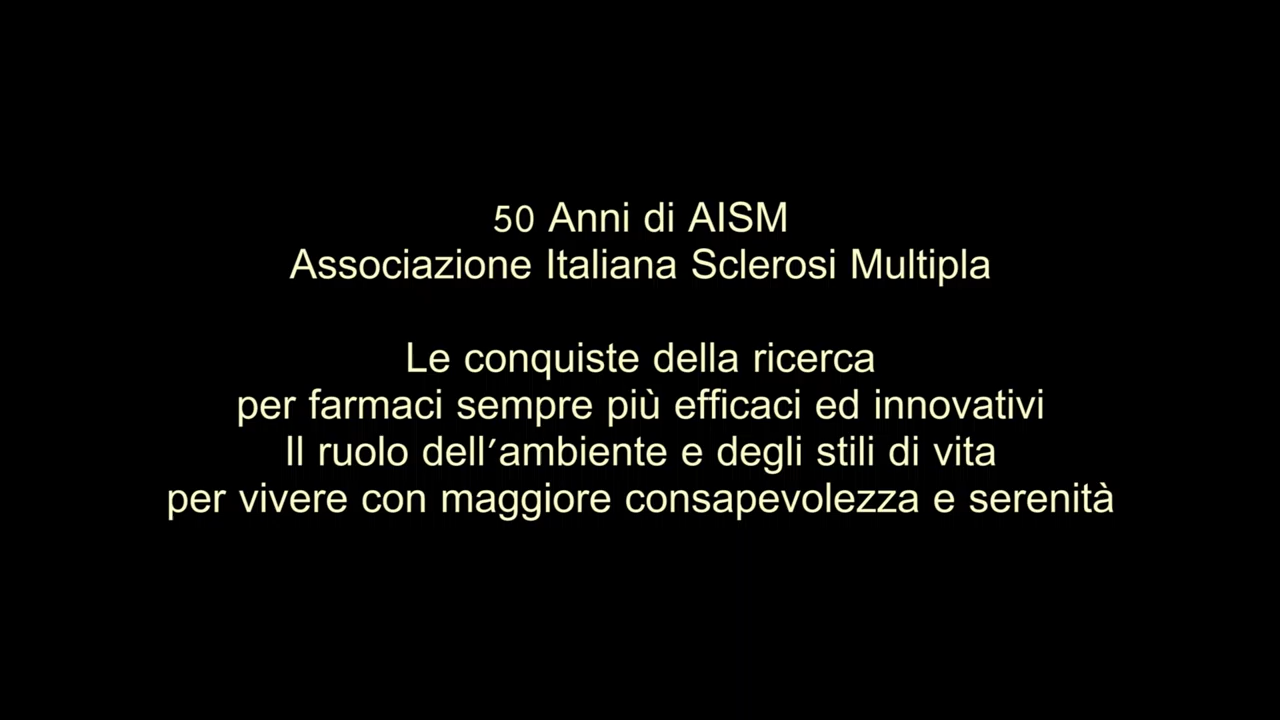 50 Anni di AISM
Associazione Italiana Sclerosi Multipla
Le conquiste della ricerca
per farmaci sempre più efficaci ed innovativi
Il ruolo dell'ambiente e degli stili di vita
per vivere con maggiore consapevolezza e serenità